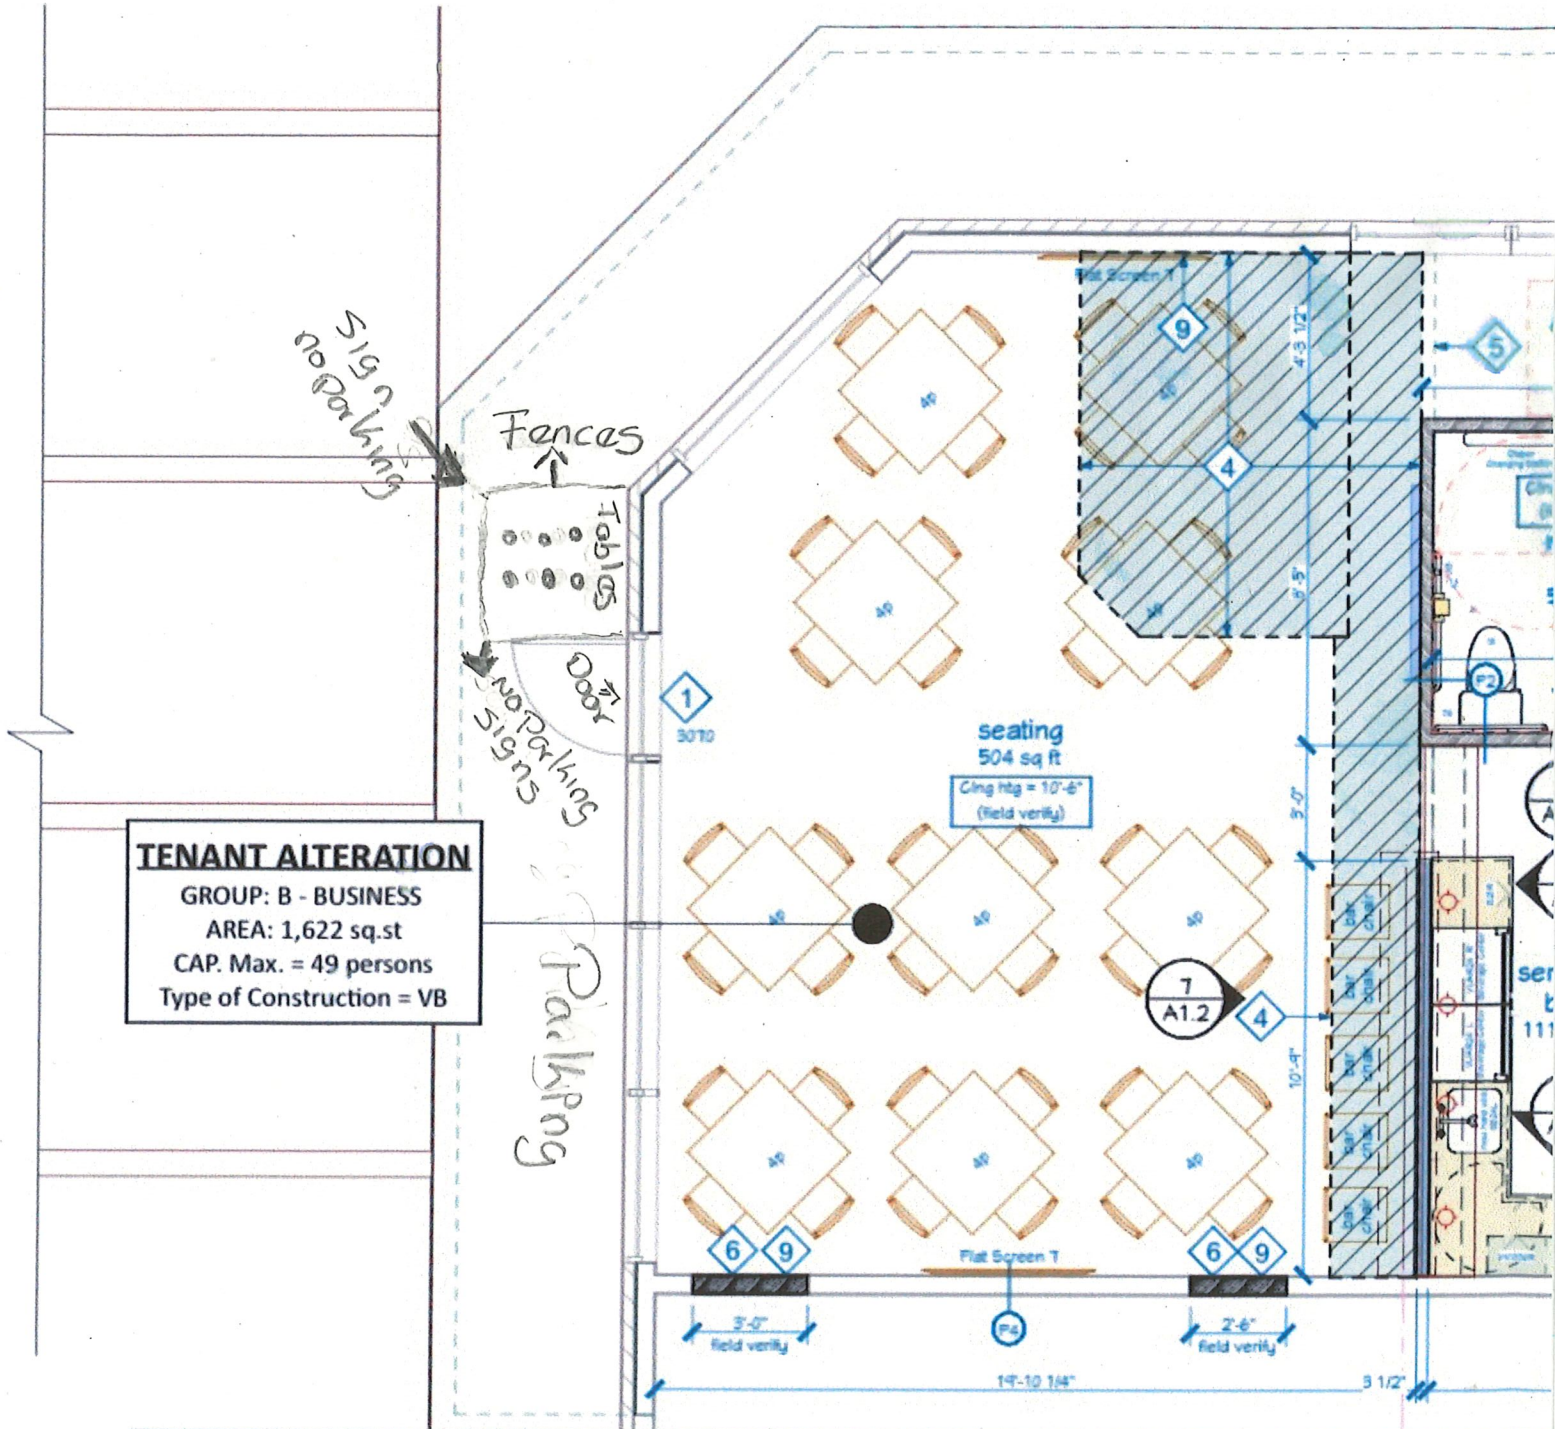 Sign
no Parking
Fences
Tables
Door
No Parking
Signs
Parking
TENANT ALTERATION
GROUP: B - BUSINESS
AREA: 1,622 sq.st
CAP. Max. = 49 persons
Type of Construction = VB
Flat Screen T
9
4'-3 1/2"
5
4
8'-5"
1
3070
P2
seating
504 sq ft
Clng htg = 10'-6"
(field verify)
3'-0"
bar
chair
bar
chair
bar
chair
bar
chair
bar
chair
7
A1.2
4
10'-9"
ser
111
6
9
Flat Screen T
6
9
3'-0"
field verify
P4
2'-6"
field verify
19'-10 1/4"
3 1/2"